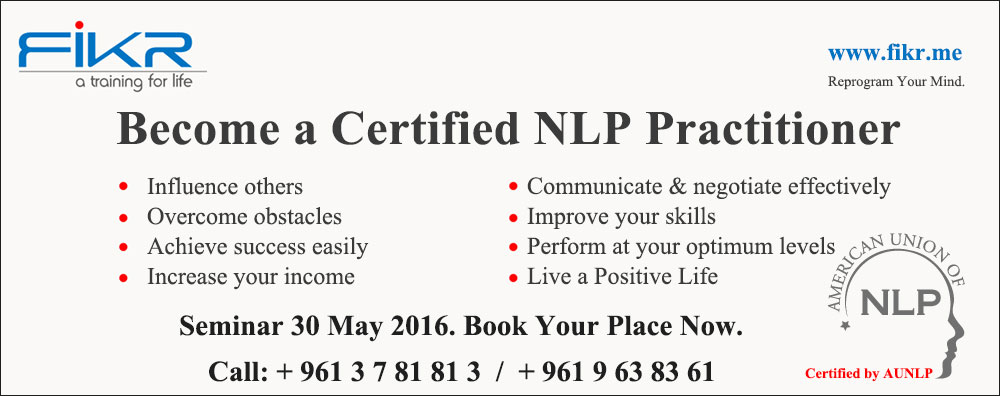 FiKR
a training for life
www.fikr.me
Reprogram Your Mind.
Become a Certified NLP Practitioner
• Influence others
• Overcome obstacles
• Achieve success easily
• Increase your income
• Communicate & negotiate effectively
• Improve your skills
• Perform at your optimum levels
• Live a Positive Life
AMERICAN UNION OF
NLP
Seminar 30 May 2016. Book Your Place Now.
Call: + 961 3 7 81 81 3 / + 961 9 63 83 61
Certified by AUNLP